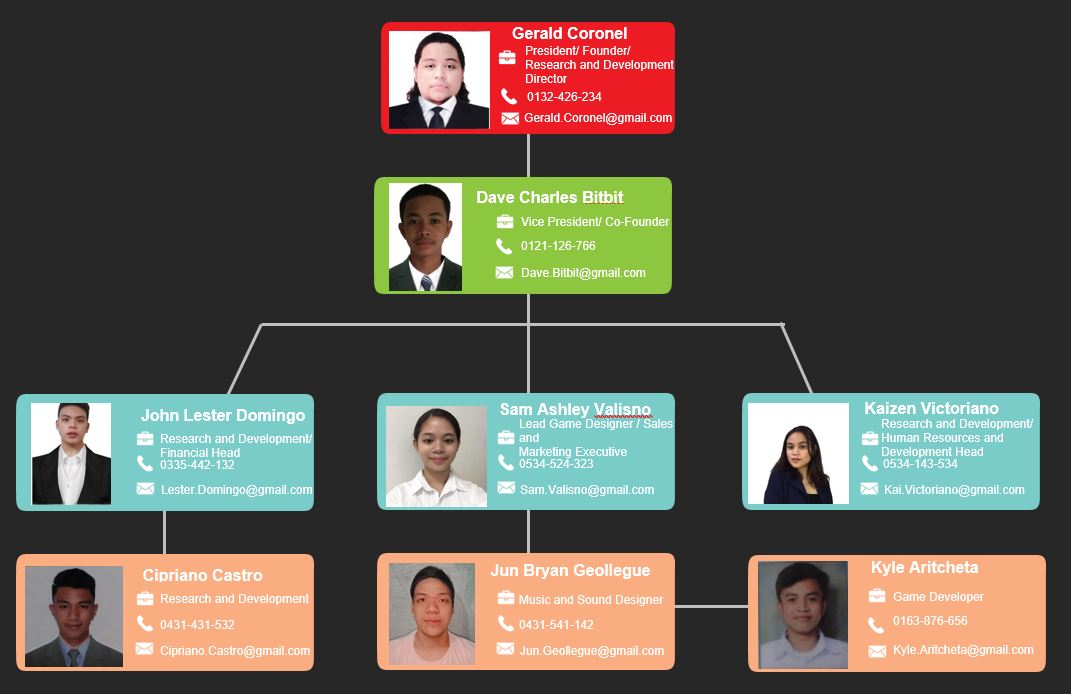 Gerald Coronel
President/ Founder/
Research and Development
Director
0132-426-234
Gerald.Coronel@gmail.com
Dave Charles Bitbit
Vice President/ Co-Founder
0121-126-766
Dave.Bitbit@gmail.com
John Lester Domingo
Research and Development/
Financial Head
0335-442-132
Lester.Domingo@gmail.com
Sam Ashley Valisno
Lead Game Designer / Sales
and
Marketing Executive
0534-524-323
Sam.Valisno@gmail.com
Kaizen Victoriano
Research and Development/
Human Resources and
Development Head
0534-143-534
Kai.Victoriano@gmail.com
Cipriano Castro
Research and Development
0431-431-532
Cipriano.Castro@gmail.com
Jun Bryan Geollegue
Music and Sound Designer
0431-541-142
Jun.Geollegue@gmail.com
Kyle Aritcheta
Game Developer
0163-876-656
Kyle.Aritcheta@gmail.com